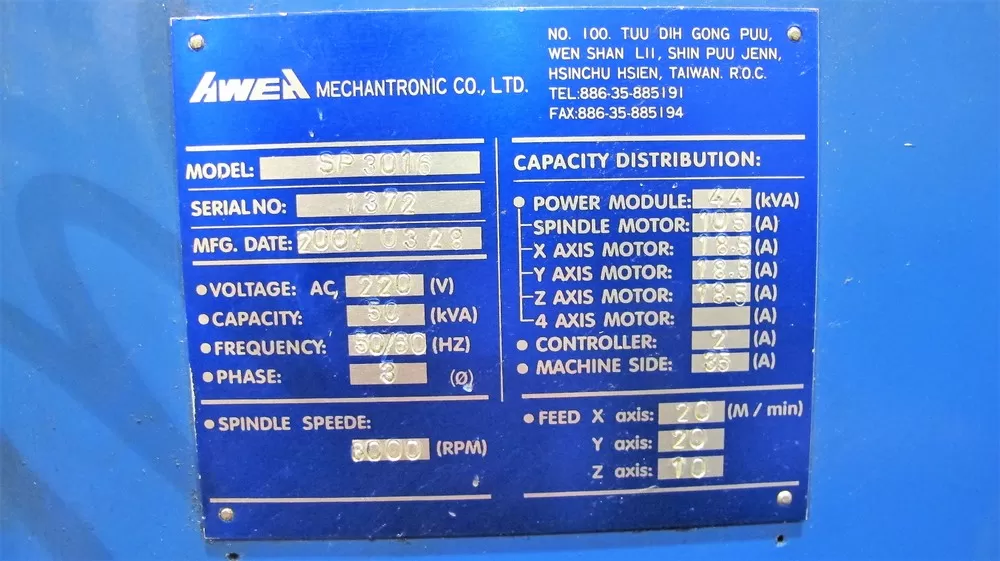 AWEA MECHANTRONIC CO., LTD.
NO. 100. TUU DIH GONG PUU,
WEN SHAN LII, SHIN PUU JENN,
HSINCHU HSIEN, TAIWAN. R.O.C.
TEL:886-35-885191
FAX:886-35-885194
MODEL: SP 3016
SERIAL NO: 1372
MFG. DATE: 2001 03/28
• VOLTAGE: AC, 220 (V)
• CAPACITY: 50 (kVA)
• FREQUENCY: 50/60 (HZ)
• PHASE: 3 (Ø)
• SPINDLE SPEEDE:
(RPM)
CAPACITY DISTRIBUTION:
• POWER MODULE: 44 (kVA)
SPINDLE MOTOR: 105 (A)
X AXIS MOTOR: 18.5 (A)
Y AXIS MOTOR: 18.5 (A)
Z AXIS MOTOR: 18.5 (A)
4 AXIS MOTOR: (A)
• CONTROLLER: 2 (A)
• MACHINE SIDE: 35 (A)
• FEED X axis: 20 (M / min)
Y axis: 20
Z axis: 10